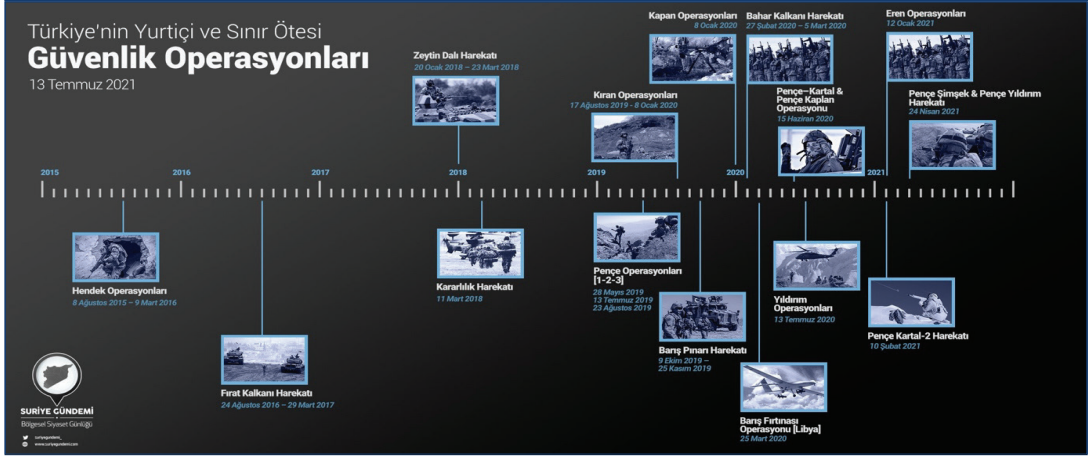 Türkiye'nin Yurtiçi ve Sınır Ötesi
Güvenlik Operasyonları
13 Temmuz 2021
Zeytin Dalı Harekatı
20 Ocak 2018 – 23 Mart 2018
Kıran Operasyonları
17 Ağustos 2019 - 8 Ocak 2020
Kapan Operasyonları
8 Ocak 2020
Bahar Kalkanı Harekatı
27 Şubat 2020 – 5 Mart 2020
Pençe–Kartal &
Pençe Kaplan
Operasyonu
15 Haziran 2020
Eren Operasyonları
12 Ocak 2021
Pençe Şimşek & Pençe Yıldırım
Harekatı
24 Nisan 2021
2015
2016
2017
2018
2019
2020
2021
Hendek Operasyonları
8 Ağustos 2015 – 9 Mart 2016
Fırat Kalkanı Harekatı
24 Ağustos 2016 – 29 Mart 2017
Kararlılık Harekatı
11 Mart 2018
Pençe Operasyonları
[1-2-3]
28 Mayıs 2019
13 Temmuz 2019
23 Ağustos 2019
Barış Pınarı Harekatı
9 Ekim 2019 –
25 Kasım 2019
Barış Fırtınası
Operasyonu [Libya]
25 Mart 2020
Yıldırım
Operasyonları
13 Temmuz 2020
Pençe Kartal-2 Harekatı
10 Şubat 2021
SURİYE GÜNDEMİ
Bölgesel Siyaset Günlüğü
suriyegundemi_
www.suriyegundemi.com